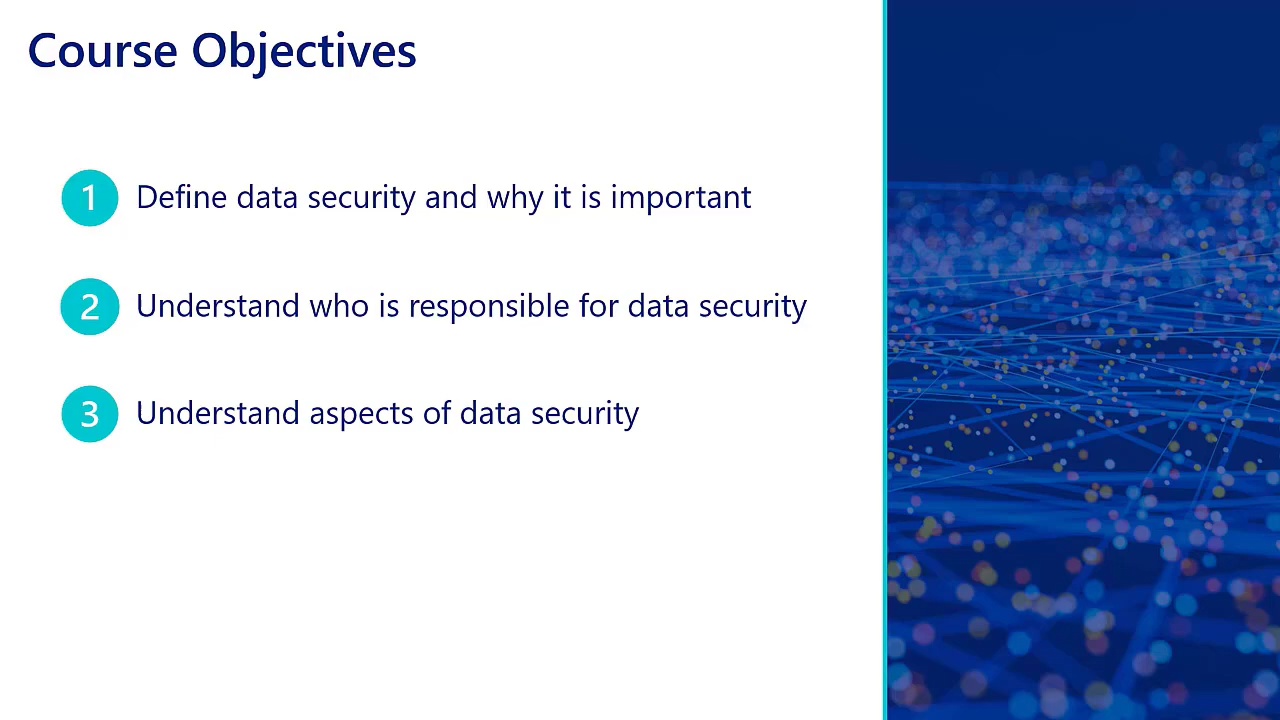 Course Objectives
1 Define data security and why it is important
2 Understand who is responsible for data security
3 Understand aspects of data security